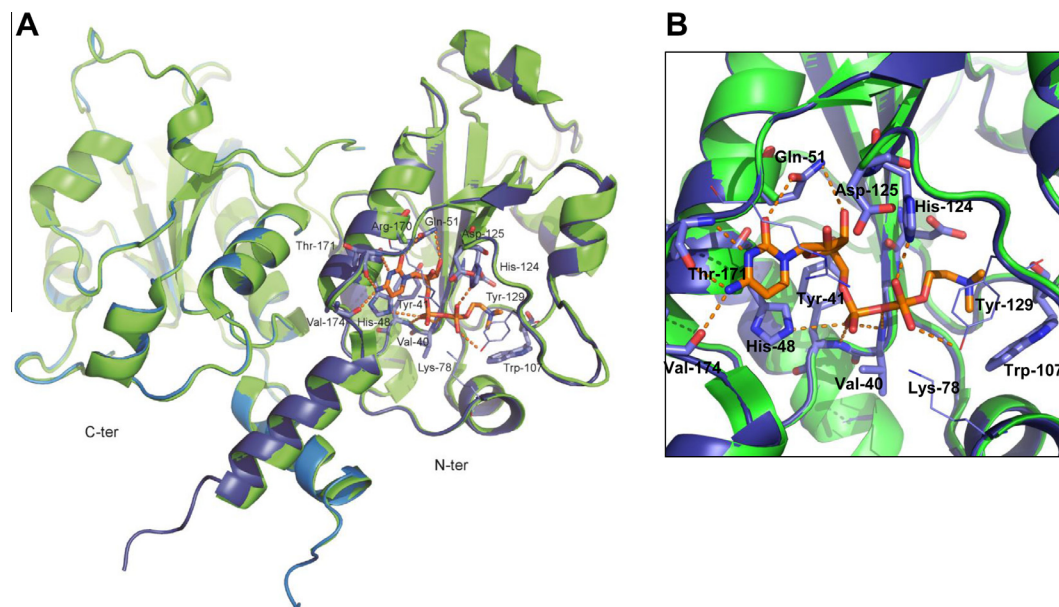 A
Arg-170
Gln-51
Thr-171
Asp-125
His-124
Tyr-41
Tyr-129
Val-174
His-48
Val-40
Lys-78
Trp-107
C-ter
N-ter
B
Gln-51
Asp-125
His-124
Thr-171
Tyr-41
Tyr-129
His-48
Val-174
Val-40
Lys-78
Trp-107